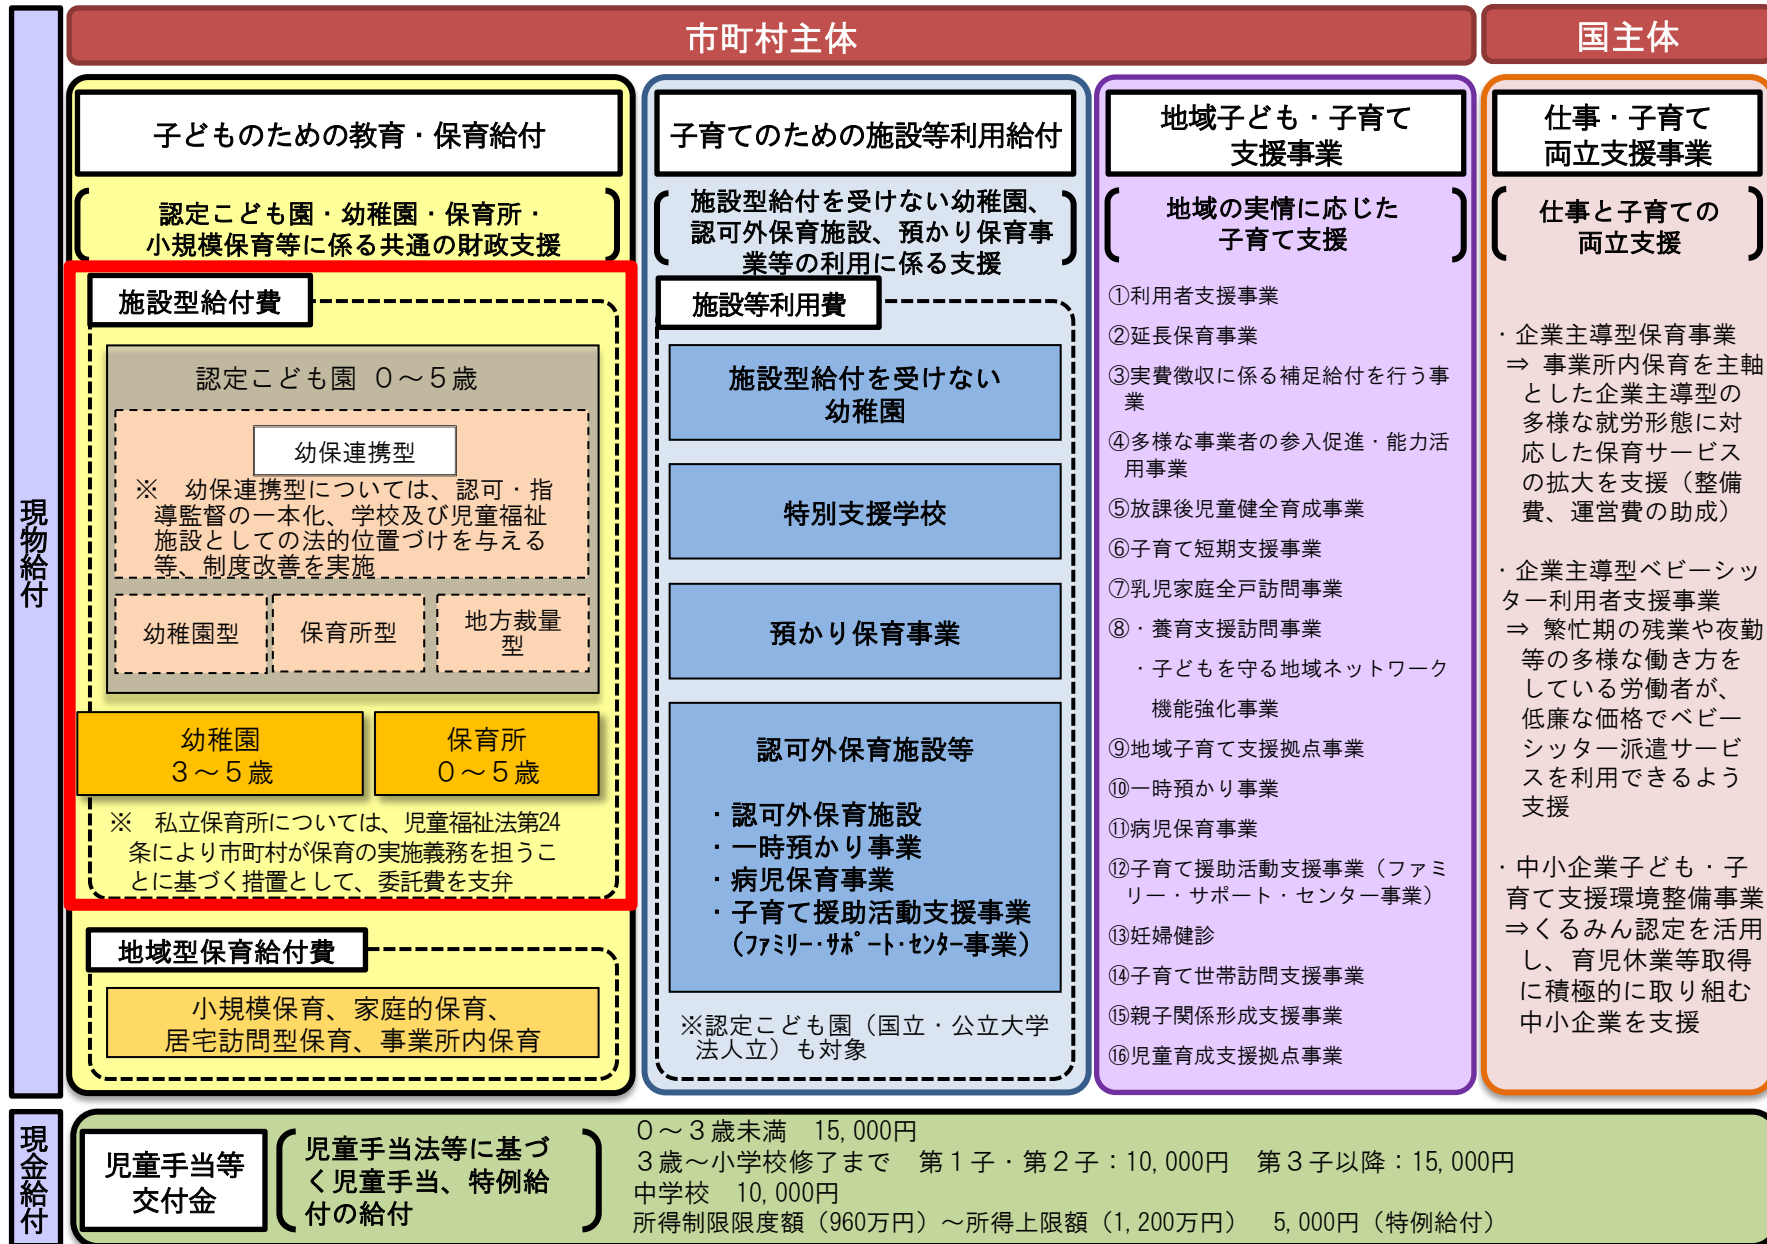 市町村主体
国主体
現物給付
子どものための教育・保育給付
認定こども園・幼稚園・保育所・
小規模保育等に係る共通の財政支援
施設型給付費
認定こども園 0～5歳
幼保連携型
※ 幼保連携型については、認可・指
導監督の一本化、学校及び児童福祉
施設としての法的位置づけを与える
等、制度改善を実施
幼稚園型
保育所型
地方裁量
型
幼稚園
3～5歳
保育所
0～5歳
※ 私立保育所については、児童福祉法第24
条により市町村が保育の実施義務を担うこ
とに基づく措置として、委託費を支弁
地域型保育給付費
小規模保育、家庭的保育、
居宅訪問型保育、事業所内保育
子育てのための施設等利用給付
施設型給付を受けない幼稚園、
認可外保育施設、預かり保育事
業等の利用に係る支援
施設等利用費
施設型給付を受けない
幼稚園
特別支援学校
預かり保育事業
認可外保育施設等
・認可外保育施設
・一時預かり事業
・病児保育事業
・子育て援助活動支援事業
（ﾌｧﾐﾘｰ･ｻﾎﾟｰﾄ･ｾﾝﾀｰ事業）
※認定こども園（国立・公立大学
法人立）も対象
地域子ども・子育て
支援事業
地域の実情に応じた
子育て支援
①利用者支援事業
②延長保育事業
③実費徴収に係る補足給付を行う事
業
④多様な事業者の参入促進・能力活
用事業
⑤放課後児童健全育成事業
⑥子育て短期支援事業
⑦乳児家庭全戸訪問事業
⑧・養育支援訪問事業
・子どもを守る地域ネットワーク
機能強化事業
⑨地域子育て支援拠点事業
⑩一時預かり事業
⑪病児保育事業
⑫子育て援助活動支援事業（ファミ
リー・サポート・センター事業）
⑬妊婦健診
⑭子育て世帯訪問支援事業
⑮親子関係形成支援事業
⑯児童育成支援拠点事業
仕事・子育て
両立支援事業
仕事と子育ての
両立支援
・企業主導型保育事業
⇒ 事業所内保育を主軸
とした企業主導型の
多様な就労形態に対
応した保育サービス
の拡大を支援（整備
費、運営費の助成）
・企業主導型ベビーシッ
ター利用者支援事業
⇒ 繁忙期の残業や夜勤
等の多様な働き方を
している労働者が、
低廉な価格でベビー
シッター派遣サービ
スを利用できるよう
支援
・中小企業子ども・子
育て支援環境整備事業
⇒くるみん認定を活用
し、育児休業等取得
に積極的に取り組む
中小企業を支援
現金給付
児童手当等
交付金
児童手当法等に基づ
く児童手当、特例給
付の給付
0～3歳未満 15,000円
3歳～小学校修了まで 第1子・第2子：10,000円 第3子以降：15,000円
中学校 10,000円
所得制限限度額（960万円）～所得上限額（1,200万円） 5,000円（特例給付）